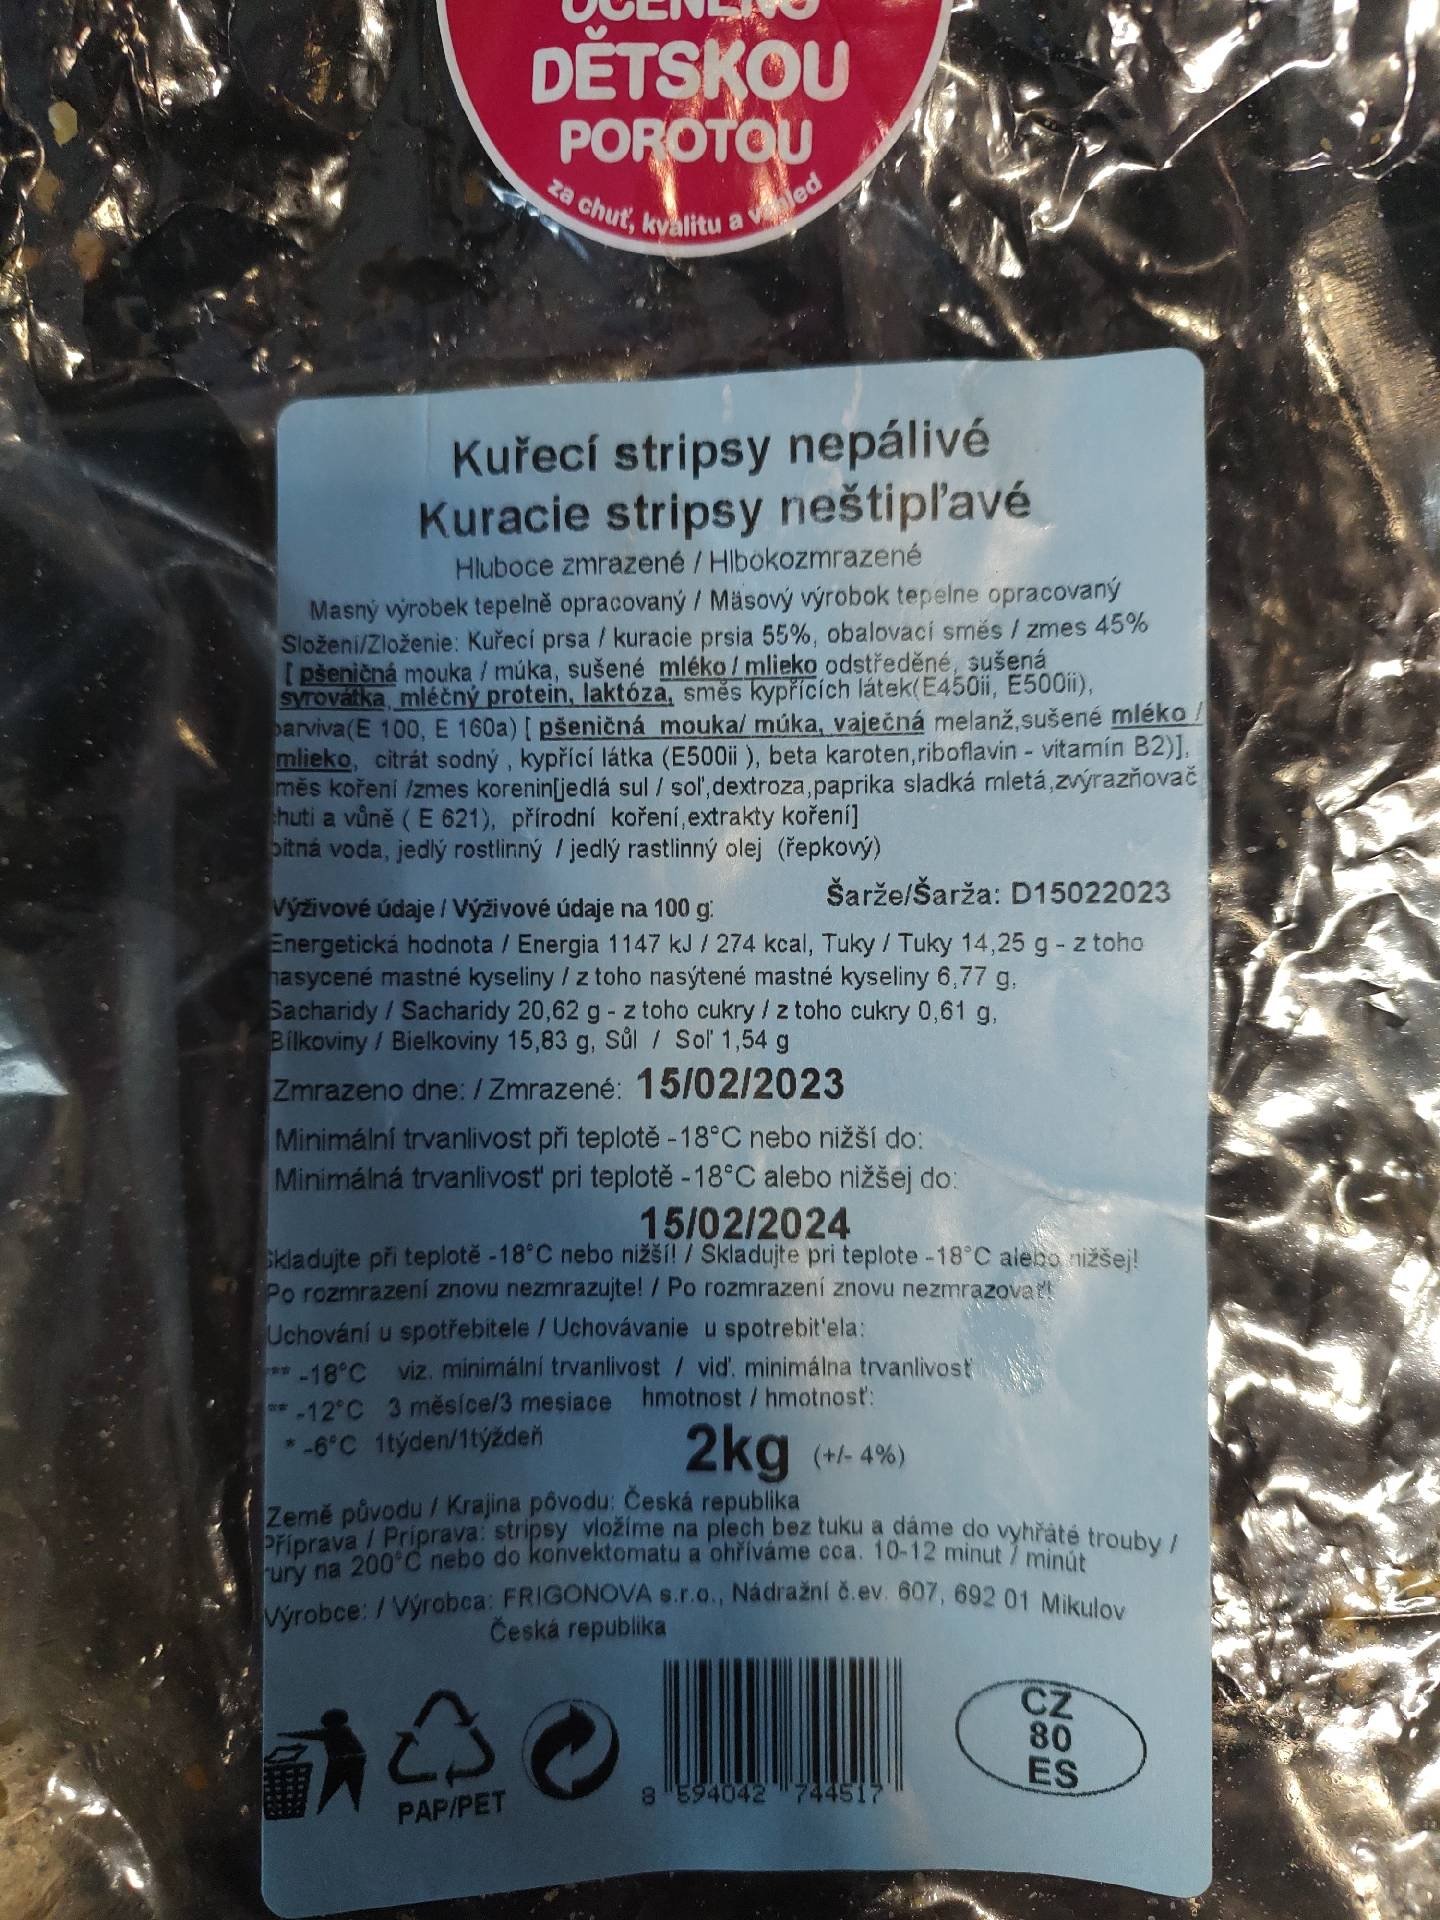 OCENENO
DĚTSKOU
POROTOU
za chuť, kvalitu a vzhled
Kuřecí stripsy nepálivé
Kuracie stripsy neštipľavé
Hluboce zmrazené / Hlbokozmrazené
Masný výrobek tepelně opracovaný / Mäsový výrobok tepelne opracovaný
Složení/Zloženie: Kuřecí prsa / kuracie prsia 55%, obalovací směs / zmes 45%
[ pšeničná mouka / múka, sušené mléko / mlieko odstředěné, sušená
syrovátka, mléčný protein, laktóza, směs kypřících látek(E450ii, E500ii),
barviva(E 100, E 160a) [ pšeničná mouka/ múka, vaječná melanž,sušené mléko /
mlieko, citrát sodný , kypřící látka (E500ii ), beta karoten,riboflavin - vitamín B2)],
měs koření /zmes korenin[jedlá sul / soľ,dextroza,paprika sladká mletá,zvýrazňovač
chuti a vůně ( E 621), přírodní koření,extrakty koření]
pitná voda, jedlý rostlinný / jedlý rastlinný olej (řepkový)
Šarže/Šarža: D15022023
Výživové údaje / Výživové údaje na 100 g:
Energetická hodnota / Energia 1147 kJ / 274 kcal, Tuky / Tuky 14,25 g - z toho
nasycené mastné kyseliny / z toho nasýtené mastné kyseliny 6,77 g,
Sacharidy / Sacharidy 20,62 g - z toho cukry / z toho cukry 0,61 g,
Bílkoviny / Bielkoviny 15,83 g, Sůl / Soľ 1,54 g
Zmrazeno dne: / Zmrazené: 15/02/2023
Minimální trvanlivost při teplotě -18°C nebo nižší do:
Minimálná trvanlivosť pri teplotě -18°C alebo nižšej do:
15/02/2024
Skladujte při teplotě -18°C nebo nižší! / Skladujte pri teplote -18°C alebo nižšej!
Po rozmrazení znovu nezmrazujte! / Po rozmrazení znovu nezmrazovať!
Uchování u spotřebitele / Uchovávanie u spotrebiťela:
*** -18°C viz. minimální trvanlivost / viď. minimálna trvanlivosť
** -12°C 3 měsíce/3 mesiace hmotnost / hmotnosť:
* -6°C 1týden/1týždeň
2kg (+/- 4%)
Země původu / Krajina pôvodu: Česká republika
Příprava / Príprava: stripsy vložíme na plech bez tuku a dáme do vyhřáté trouby /
rury na 200°C nebo do konvektomatu a ohříváme cca. 10-12 minut / minút
Výrobce: / Výrobca: FRIGONOVA s.r.o., Nádražní č.ev. 607, 692 01 Mikulov
Česká republika
PAP/PET
8 594042 744517
CZ
80
ES